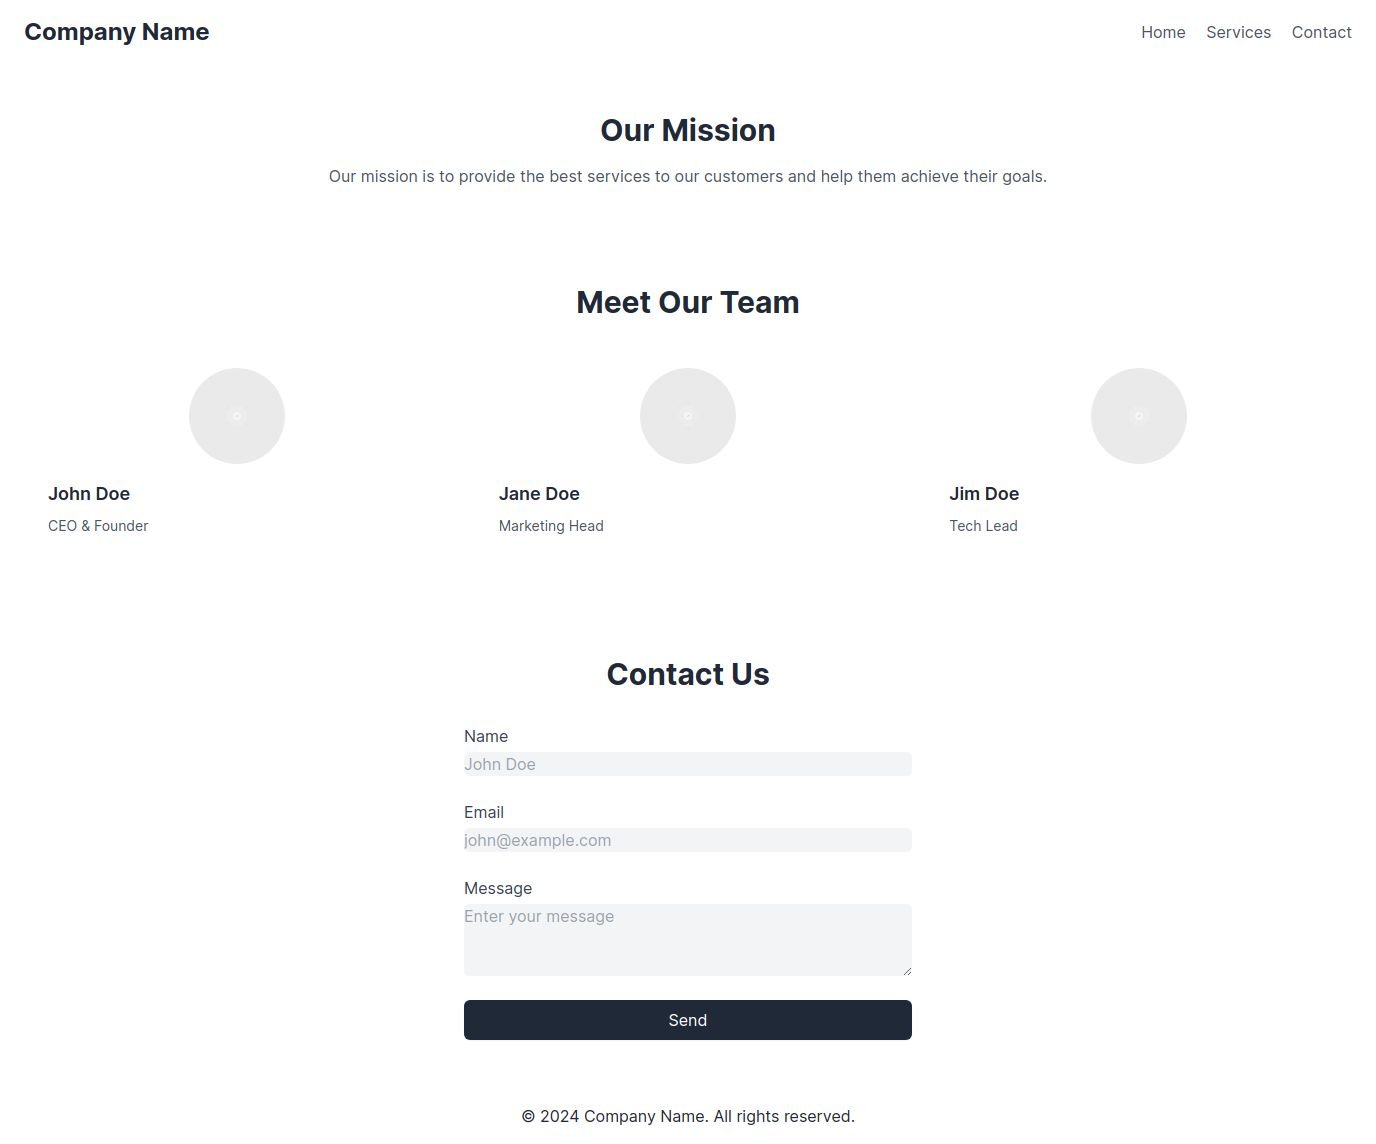 Company Name
Home Services Contact
Our Mission
Our mission is to provide the best services to our customers and help them achieve their goals.
Meet Our Team
John Doe
CEO & Founder
Jane Doe
Marketing Head
Jim Doe
Tech Lead
Contact Us
Name
John Doe
Email
john@example.com
Message
Enter your message
Send
© 2024 Company Name. All rights reserved.